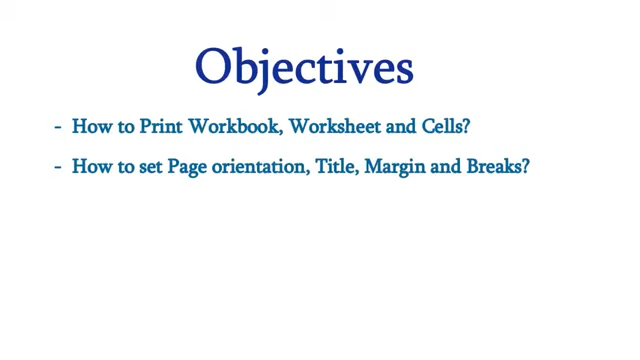 Objectives
- How to Print Workbook, Worksheet and Cells?
- How to set Page orientation, Title, Margin and Breaks?